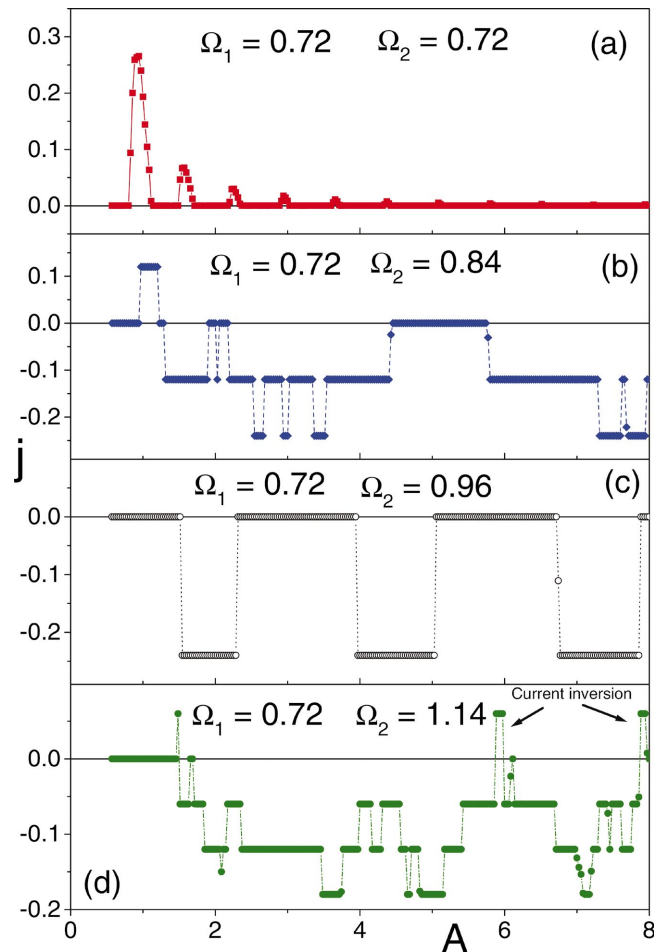 0.3
Ω₁ = 0.72 Ω₂ = 0.72 (a)
0.2
0.1
0.0
0.1
Ω₁ = 0.72 Ω₂ = 0.84 (b)
0.0
-0.1
-0.2
j
Ω₁ = 0.72 Ω₂ = 0.96 (c)
0.0
-0.1
-0.2
Current inversion
Ω₁ = 0.72 Ω₂ = 1.14
0.0
-0.1
(d)
-0.2
0 2 4 A 6 8